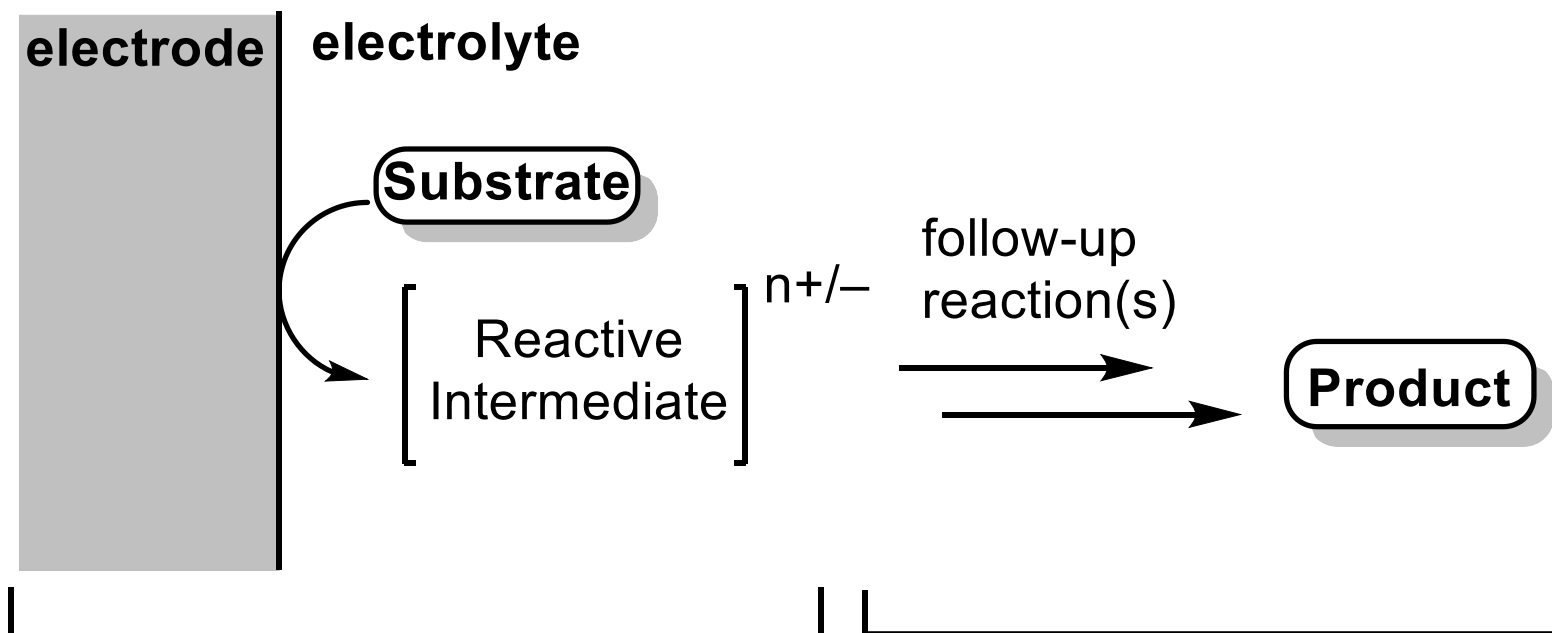 electrode
electrolyte
Substrate
Reactive
Intermediate
n+/–
follow-up
reaction(s)
Product